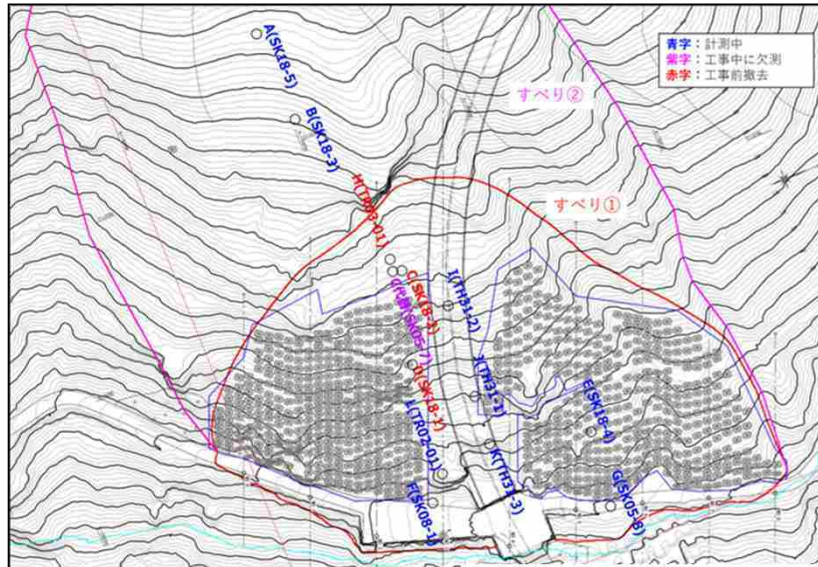 A(SK18-5)
青字：計測中
紫字：工事中に欠測
赤字：工事前撤去
すべり②
B(SK18-3)
H(TR03-01)
すべり①
C(SK18-2)
I(TH31-2)
D(SK18-1)
J(TH31-1)
E(SK18-4)
L(TR02-01)
K(TH31-3)
F(SK08-1)
G(SK05-8)